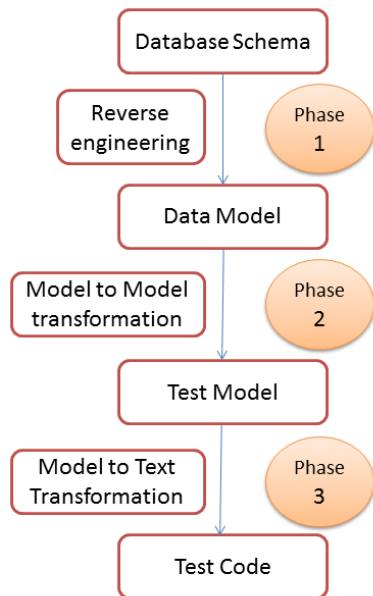 Database Schema
Reverse
engineering
Phase
1
Data Model
Model to Model
transformation
Phase
2
Test Model
Model to Text
Transformation
Phase
3
Test Code